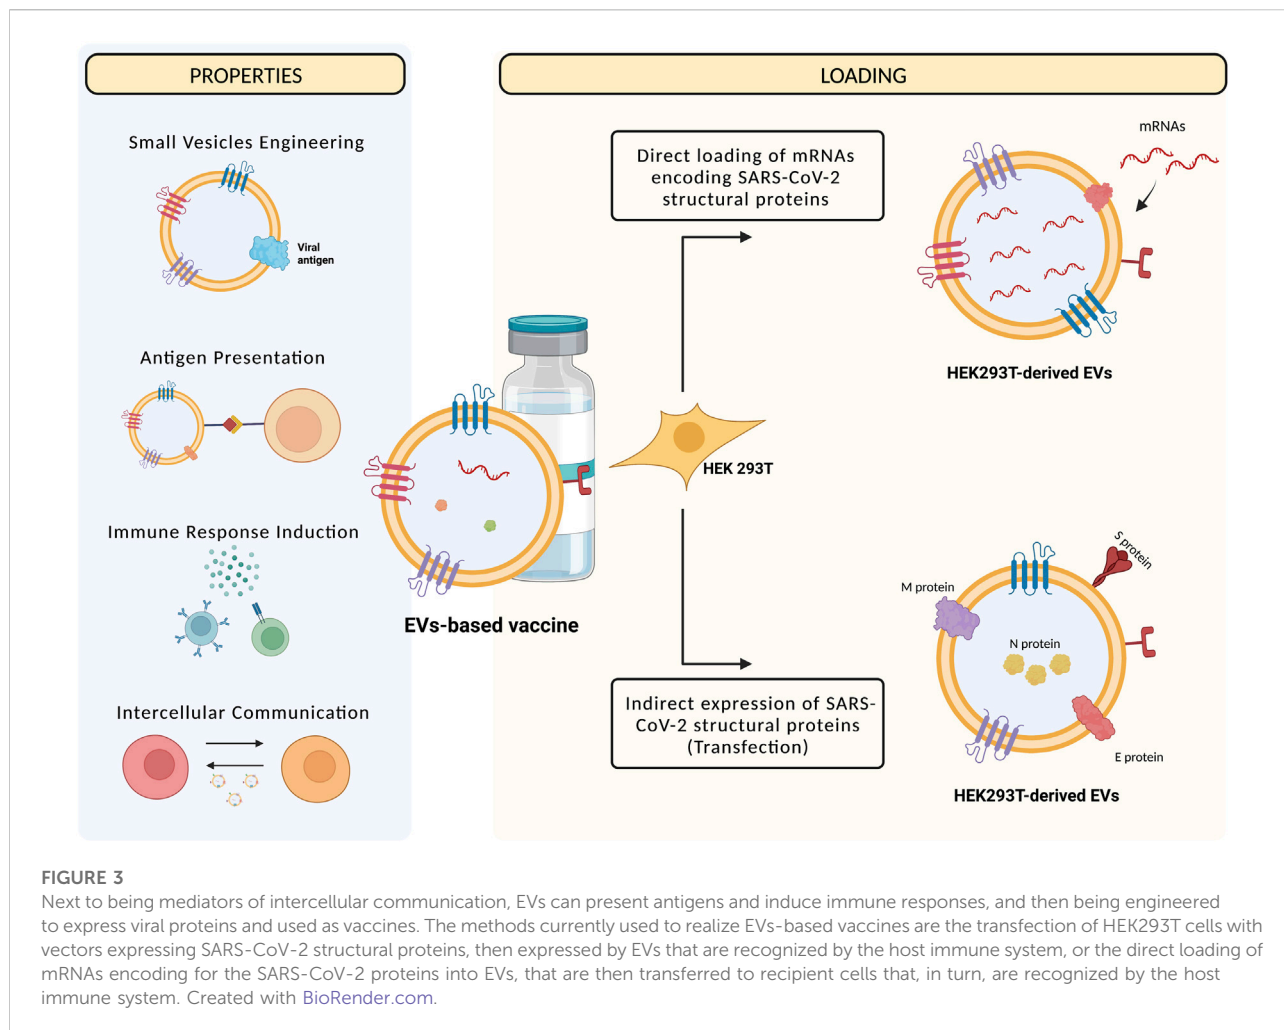 PROPERTIES
Small Vesicles Engineering
Viral
antigen
Antigen Presentation
Immune Response Induction
Intercellular Communication
EVs-based vaccine
LOADING
Direct loading of mRNAs
encoding SARS-CoV-2
structural proteins
mRNAs
HEK293T-derived EVs
HEK 293T
Indirect expression of SARS-
CoV-2 structural proteins
(Transfection)
S protein
M protein
N protein
E protein
HEK293T-derived EVs
FIGURE 3
Next to being mediators of intercellular communication, EVs can present antigens and induce immune responses, and then being engineered
to express viral proteins and used as vaccines. The methods currently used to realize EVs-based vaccines are the transfection of HEK293T cells with
vectors expressing SARS-CoV-2 structural proteins, then expressed by EVs that are recognized by the host immune system, or the direct loading of
mRNAs encoding for the SARS-CoV-2 proteins into EVs, that are then transferred to recipient cells that, in turn, are recognized by the host
immune system. Created with BioRender.com.